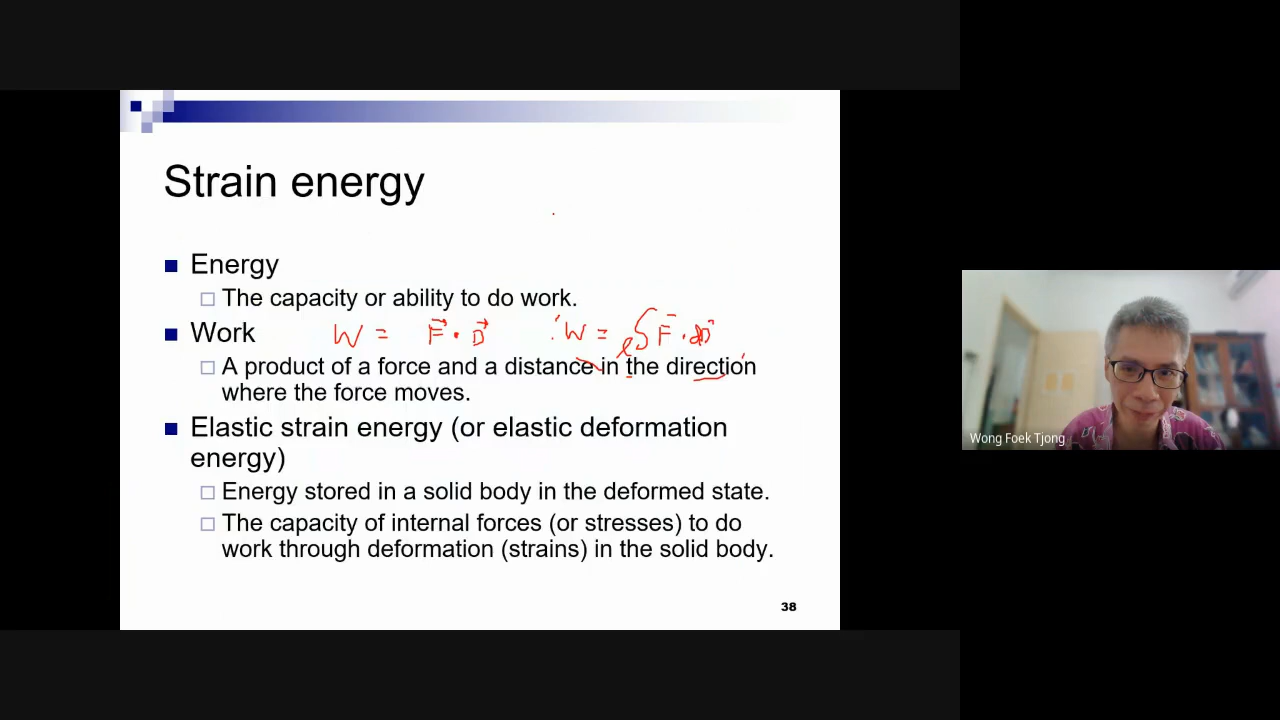 Strain energy
Energy
The capacity or ability to do work.
Work W = F⃗ · D⃗ W = ∫ F⃗ · dD⃗
A product of a force and a distance in the direction
where the force moves.
Elastic strain energy (or elastic deformation
energy)
Energy stored in a solid body in the deformed state.
The capacity of internal forces (or stresses) to do
work through deformation (strains) in the solid body.
38
Wong Foek Tjong